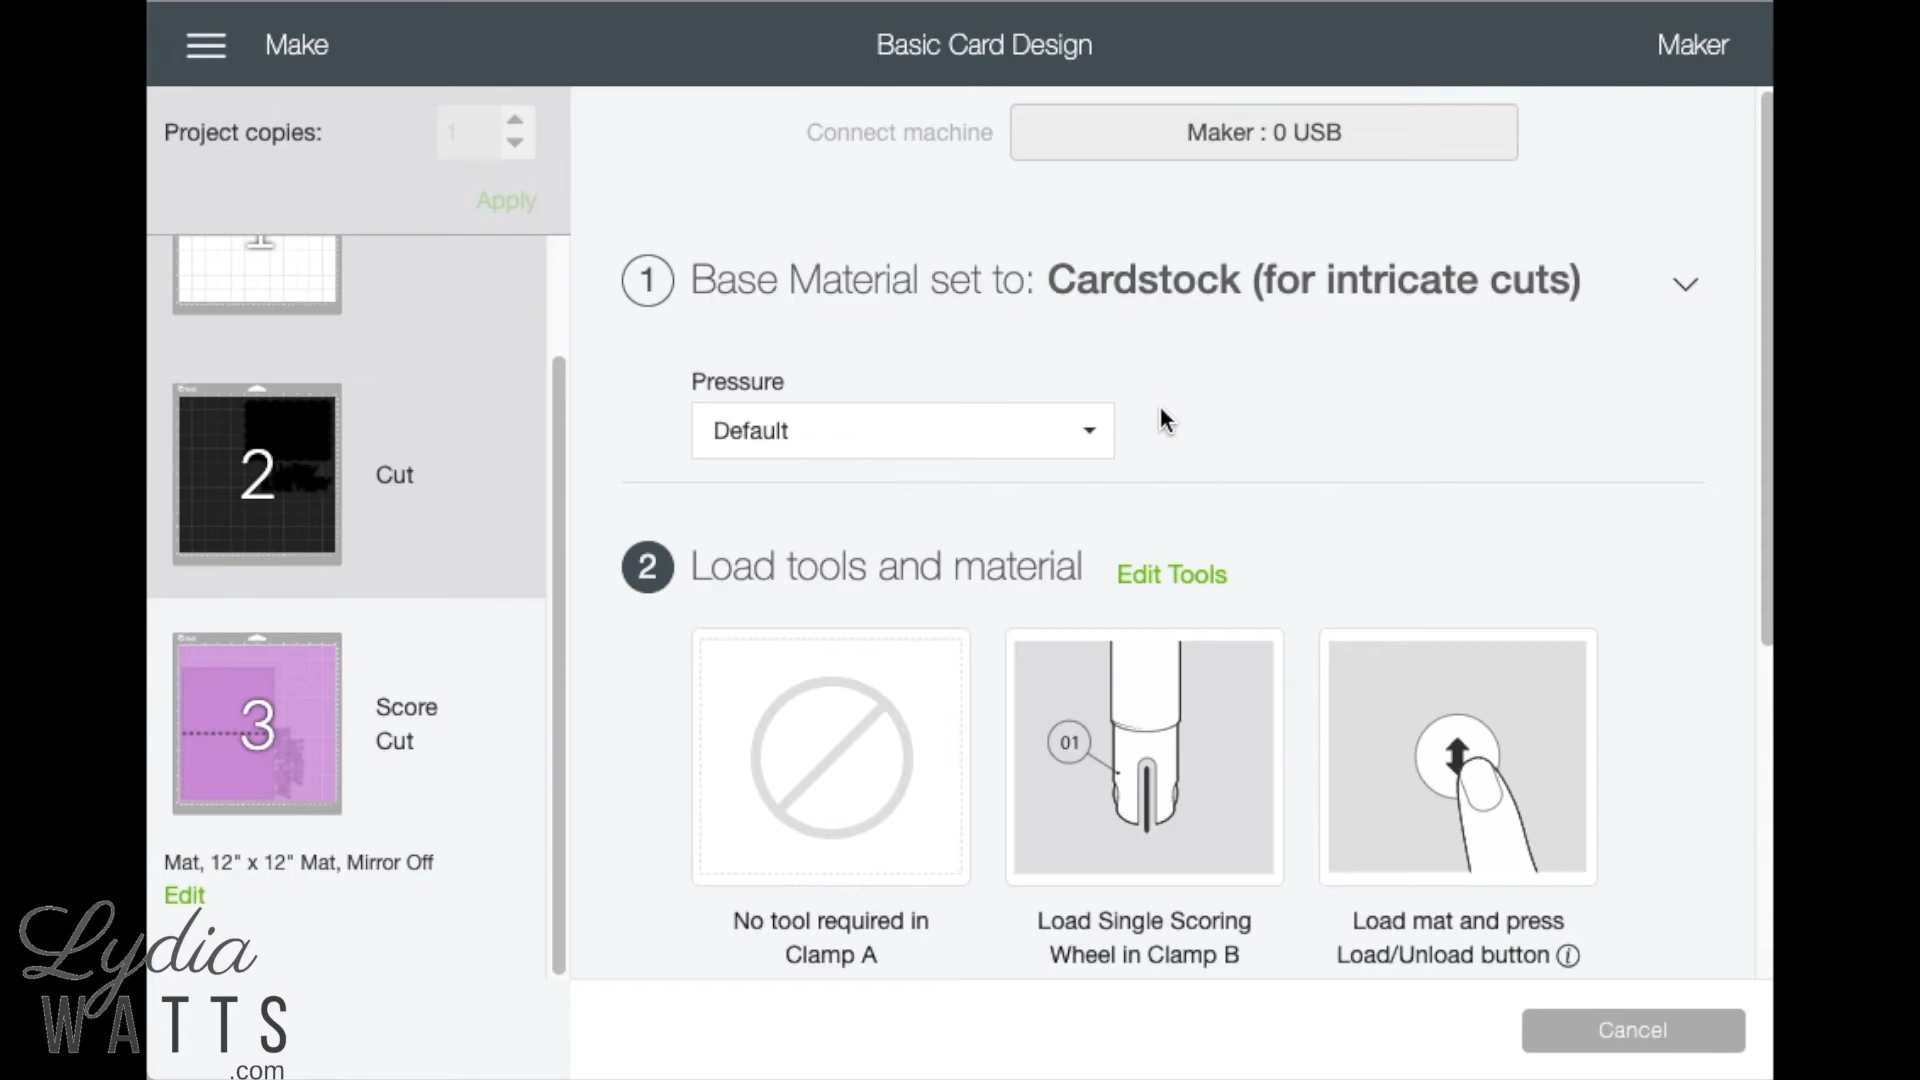 Make
Basic Card Design
Maker
Project copies:
1
Apply
Connect machine
Maker : 0 USB
1
1 Base Material set to: Cardstock (for intricate cuts)
Pressure
Default
2
Cut
2 Load tools and material
Edit Tools
3
Score
Cut
01
Mat, 12" x 12" Mat, Mirror Off
Edit
No tool required in
Clamp A
Load Single Scoring
Wheel in Clamp B
Load mat and press
Load/Unload button i
Lydia
WATTS
.com
Cancel